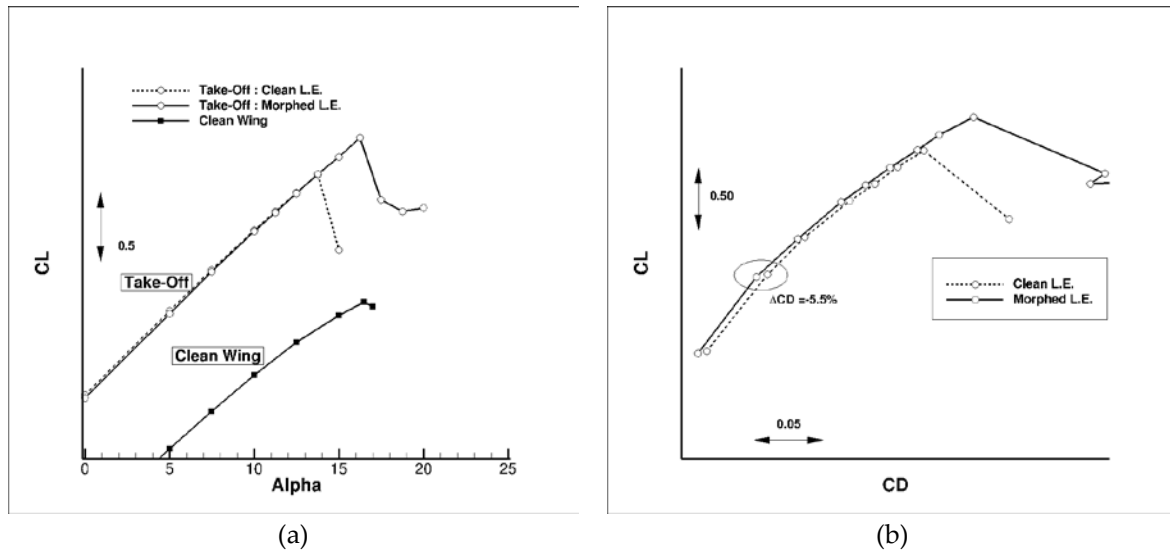 Take-Off : Clean L.E.
Take-Off : Morphed L.E.
Clean Wing
0.5
CL
Take-Off
Clean Wing
0 5 10 15 20 25
Alpha
(a)
0.50
CL
Clean L.E.
Morphed L.E.
ΔCD =-5.5%
0.05
CD
(b)